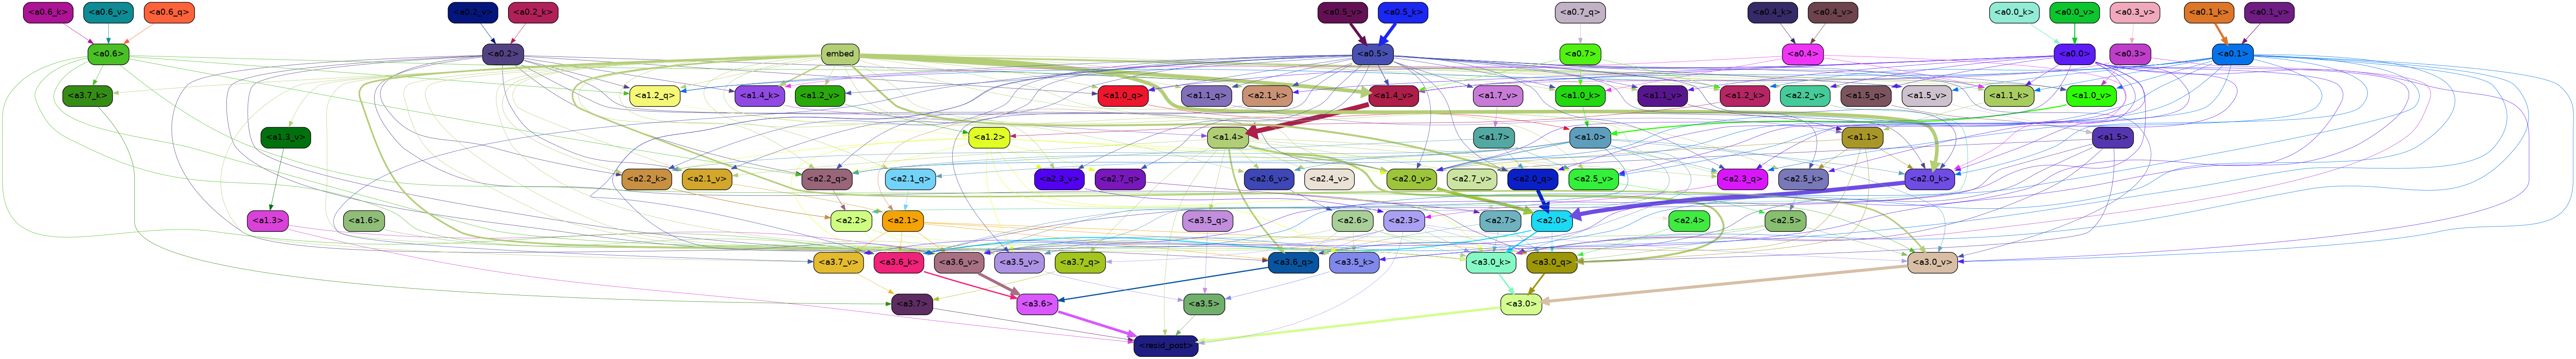 <a0.6_k> <a0.6_v> <a0.6_q> <a0.2_v> <a0.2_k> <a0.5_v> <a0.5_k> <a0.7_q> <a0.4_k> <a0.4_v> <a0.0_k> <a0.0_v> <a0.3_v> <a0.1_k> <a0.1_v>
<a0.6> <a0.2> embed <a0.5> <a0.7> <a0.4> <a0.0> <a0.3> <a0.1>
<a3.7_k> <a1.2_q> <a1.4_k> <a1.2_v> <a1.0_q> <a1.1_q> <a2.1_k> <a1.4_v> <a1.7_v> <a1.0_k> <a1.1_v> <a1.2_k> <a2.2_v> <a1.5_q> <a1.5_v> <a1.1_k> <a1.0_v>
<a1.3_v> <a1.2> <a1.4> <a1.7> <a1.0> <a1.1> <a1.5>
<a2.2_k> <a2.1_v> <a2.2_q> <a2.1_q> <a2.3_v> <a2.7_q> <a2.6_v> <a2.4_v> <a2.0_v> <a2.7_v> <a2.0_q> <a2.5_v> <a2.3_q> <a2.5_k> <a2.0_k>
<a1.3> <a1.6> <a2.2> <a2.1> <a3.5_q> <a2.6> <a2.3> <a2.7> <a2.0> <a2.4> <a2.5>
<a3.7_v> <a3.6_k> <a3.6_v> <a3.5_v> <a3.7_q> <a3.6_q> <a3.5_k> <a3.0_k> <a3.0_q> <a3.0_v>
<a3.7> <a3.6> <a3.5> <a3.0>
<resid_post>